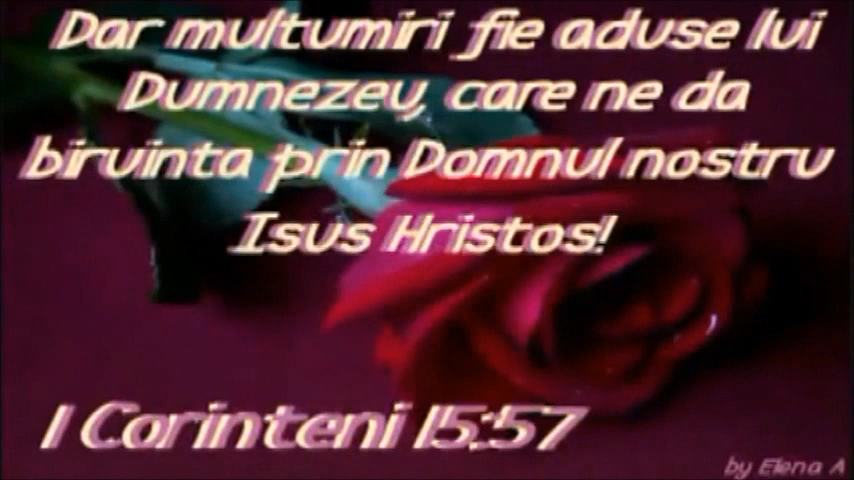 Dar multumiri fie aduse lui
Dumnezeu, care ne da
biruinta prin Domnul nostru
Isus Hristos!
I Corinteni 15:57
by Elena A